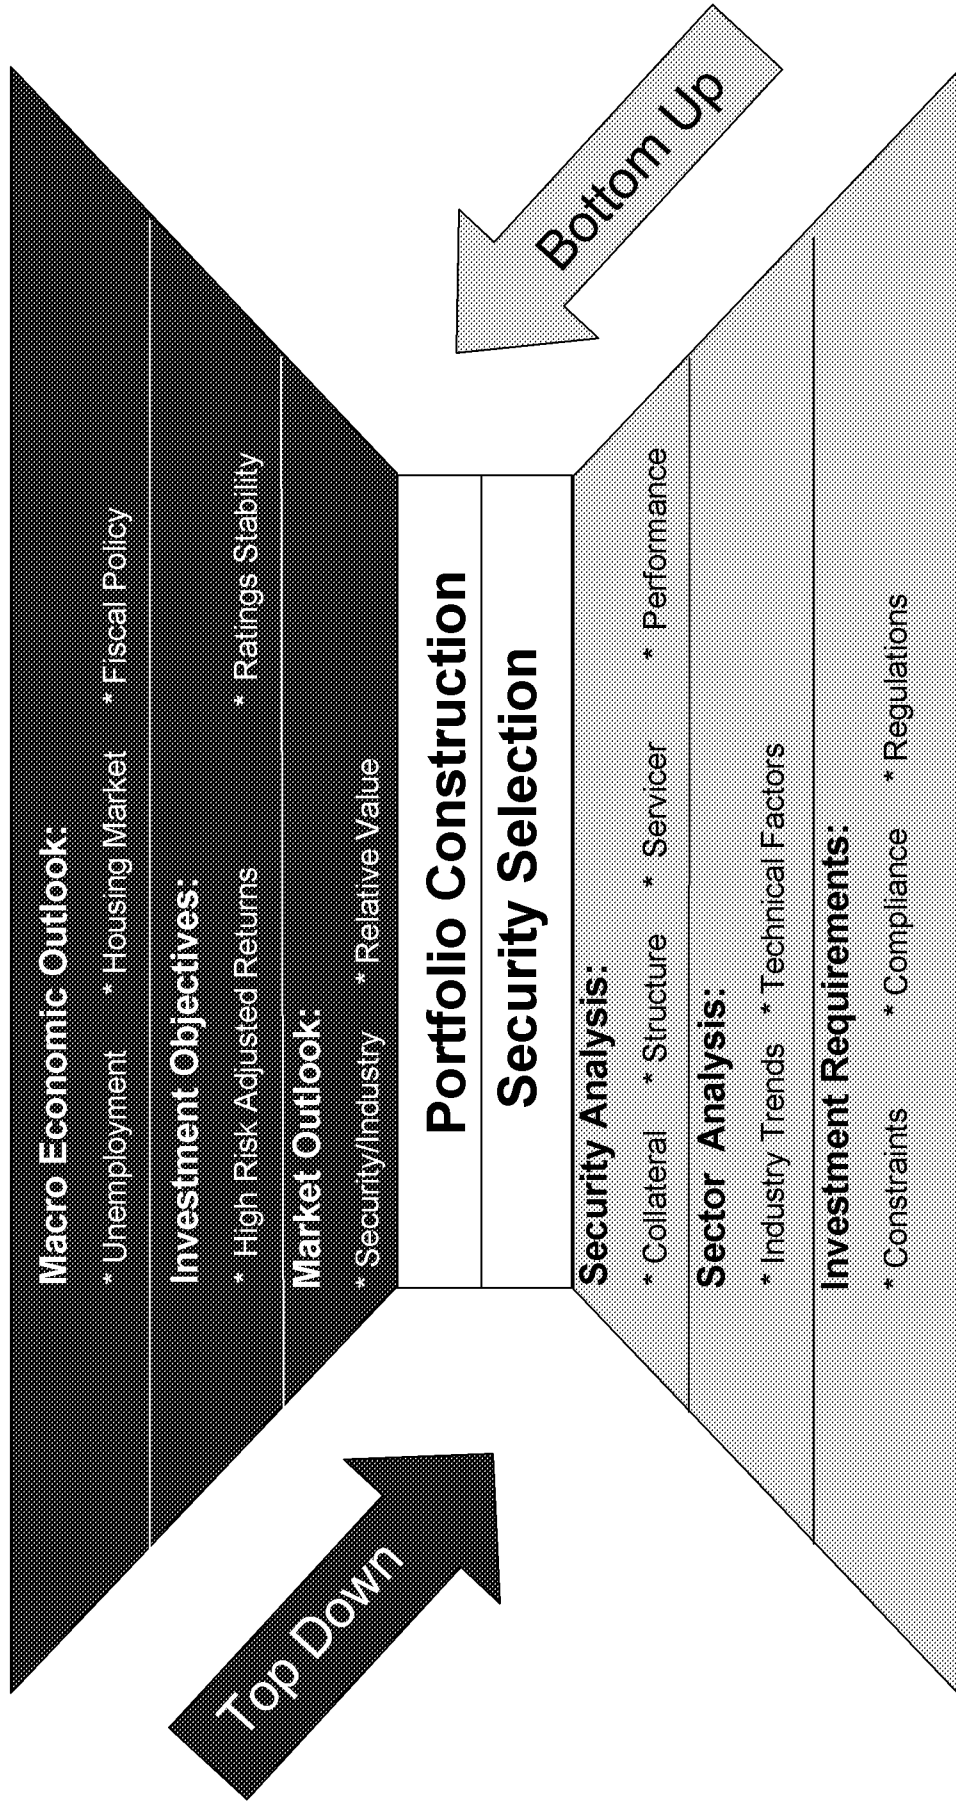 Macro Economic Outlook:
* Unemployment * Housing Market * Fiscal Policy
Investment Objectives:
* High Risk Adjusted Returns * Ratings Stability
Market Outlook:
* Security/Industry * Relative Value
Top Down
Portfolio Construction
Security Selection
Bottom Up
Security Analysis:
* Collateral * Structure * Servicer * Performance
Sector Analysis:
* Industry Trends * Technical Factors
Investment Requirements:
* Constraints * Compliance * Regulations